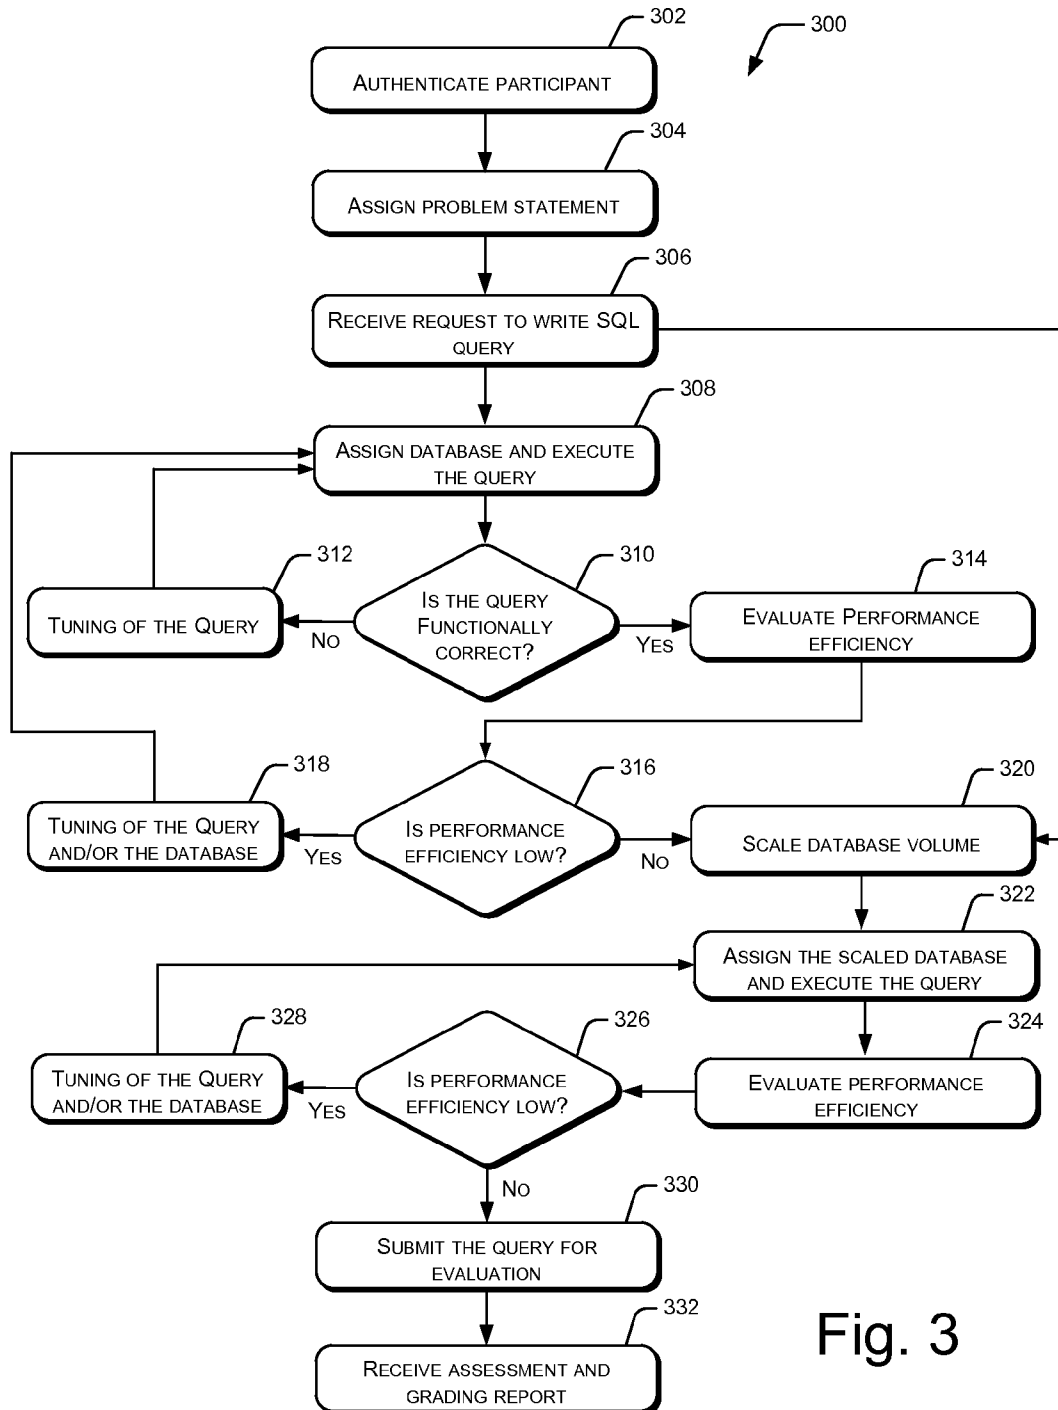 302
300
AUTHENTICATE PARTICIPANT
304
ASSIGN PROBLEM STATEMENT
306
RECEIVE REQUEST TO WRITE SQL
QUERY
308
ASSIGN DATABASE AND EXECUTE
THE QUERY
312
310
314
TUNING OF THE QUERY
NO
IS THE QUERY
FUNCTIONALLY
CORRECT?
YES
EVALUATE PERFORMANCE
EFFICIENCY
318
316
320
TUNING OF THE QUERY
AND/OR THE DATABASE
YES
IS PERFORMANCE
EFFICIENCY LOW?
NO
SCALE DATABASE VOLUME
322
ASSIGN THE SCALED DATABASE
AND EXECUTE THE QUERY
328
326
324
TUNING OF THE QUERY
AND/OR THE DATABASE
YES
IS PERFORMANCE
EFFICIENCY LOW?
EVALUATE PERFORMANCE
EFFICIENCY
NO
330
SUBMIT THE QUERY FOR
EVALUATION
332
RECEIVE ASSESSMENT AND
GRADING REPORT
Fig. 3